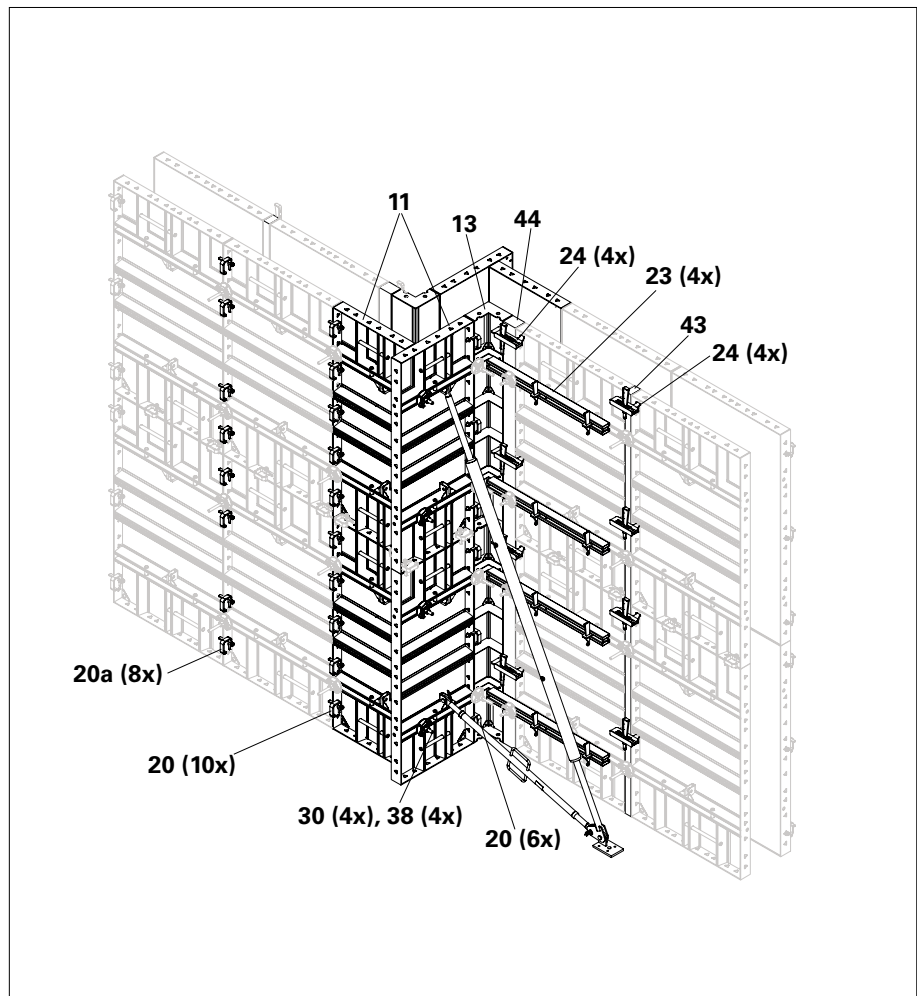 11
13
44
24 (4x)
23 (4x)
43
24 (4x)
20a (8x)
20 (10x)
30 (4x), 38 (4x)
20 (6x)